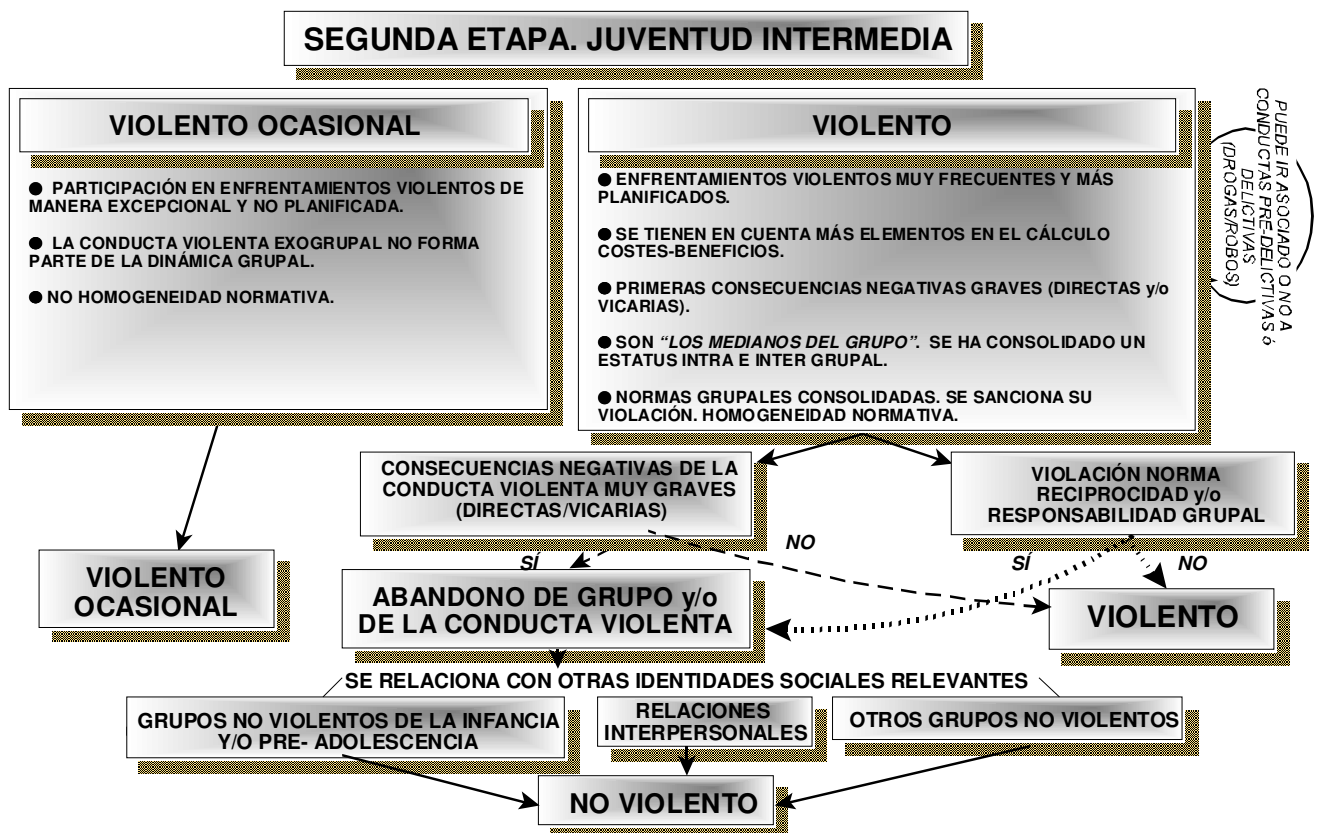 SEGUNDA ETAPA. JUVENTUD INTERMEDIA
VIOLENTO OCASIONAL
● PARTICIPACIÓN EN ENFRENTAMIENTOS VIOLENTOS DE
MANERA EXCEPCIONAL Y NO PLANIFICADA.
● LA CONDUCTA VIOLENTA EXOGRUPAL NO FORMA
PARTE DE LA DINÁMICA GRUPAL.
● NO HOMOGENEIDAD NORMATIVA.
VIOLENTO
● ENFRENTAMIENTOS VIOLENTOS MUY FRECUENTES Y MÁS
PLANIFICADOS.
● SE TIENEN EN CUENTA MÁS ELEMENTOS EN EL CÁLCULO
COSTES-BENEFICIOS.
● PRIMERAS CONSECUENCIAS NEGATIVAS GRAVES (DIRECTAS y/o
VICARIAS).
● SON “LOS MEDIANOS DEL GRUPO”. SE HA CONSOLIDADO UN
ESTATUS INTRA E INTER GRUPAL.
● NORMAS GRUPALES CONSOLIDADAS. SE SANCIONA SU
VIOLACIÓN. HOMOGENEIDAD NORMATIVA.
PUEDE IR ASOCIADO O NO A
CONDUCTAS PRE-DELICTIVAS ó
DELICTIVAS
(DROGAS/ROBOS)
CONSECUENCIAS NEGATIVAS DE LA
CONDUCTA VIOLENTA MUY GRAVES
(DIRECTAS/VICARIAS)
VIOLACIÓN NORMA
RECIPROCIDAD y/o
RESPONSABILIDAD GRUPAL
SÍ
NO
SÍ
NO
VIOLENTO
OCASIONAL
ABANDONO DE GRUPO y/o
DE LA CONDUCTA VIOLENTA
VIOLENTO
SE RELACIONA CON OTRAS IDENTIDADES SOCIALES RELEVANTES
GRUPOS NO VIOLENTOS DE LA INFANCIA
Y/O PRE- ADOLESCENCIA
RELACIONES
INTERPERSONALES
OTROS GRUPOS NO VIOLENTOS
NO VIOLENTO